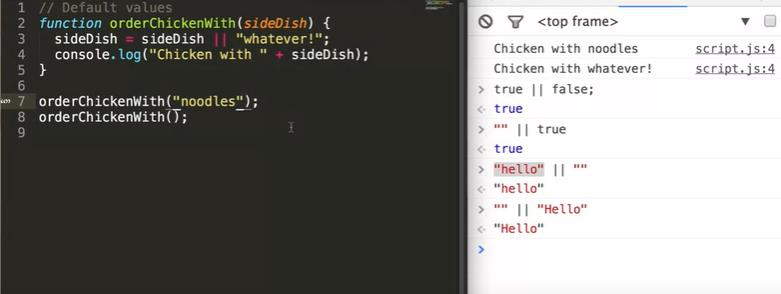 1 // Default values
2 function orderChickenWith(sideDish) {
3 sideDish = sideDish || "whatever!";
4 console.log("Chicken with " + sideDish);
5 }
6
7 orderChickenWith("noodles");
8 orderChickenWith();
9
<top frame>
Chicken with noodles script.js:4
Chicken with whatever! script.js:4
true || false;
true
"" || true
true
"hello" || ""
"hello"
"" || "Hello"
"Hello"